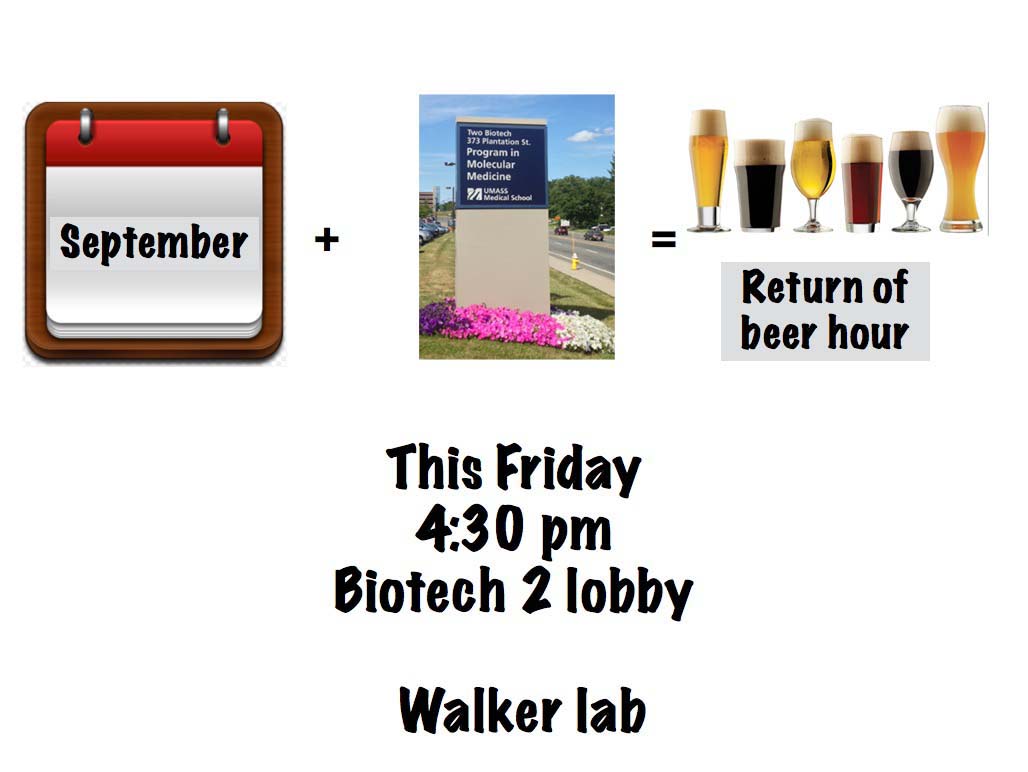 September
+
Two Biotech
373 Plantation St.
Program in
Molecular
Medicine
UMASS
Medical School
=
Return of
beer hour
This Friday
4:30 pm
Biotech 2 lobby
Walker lab